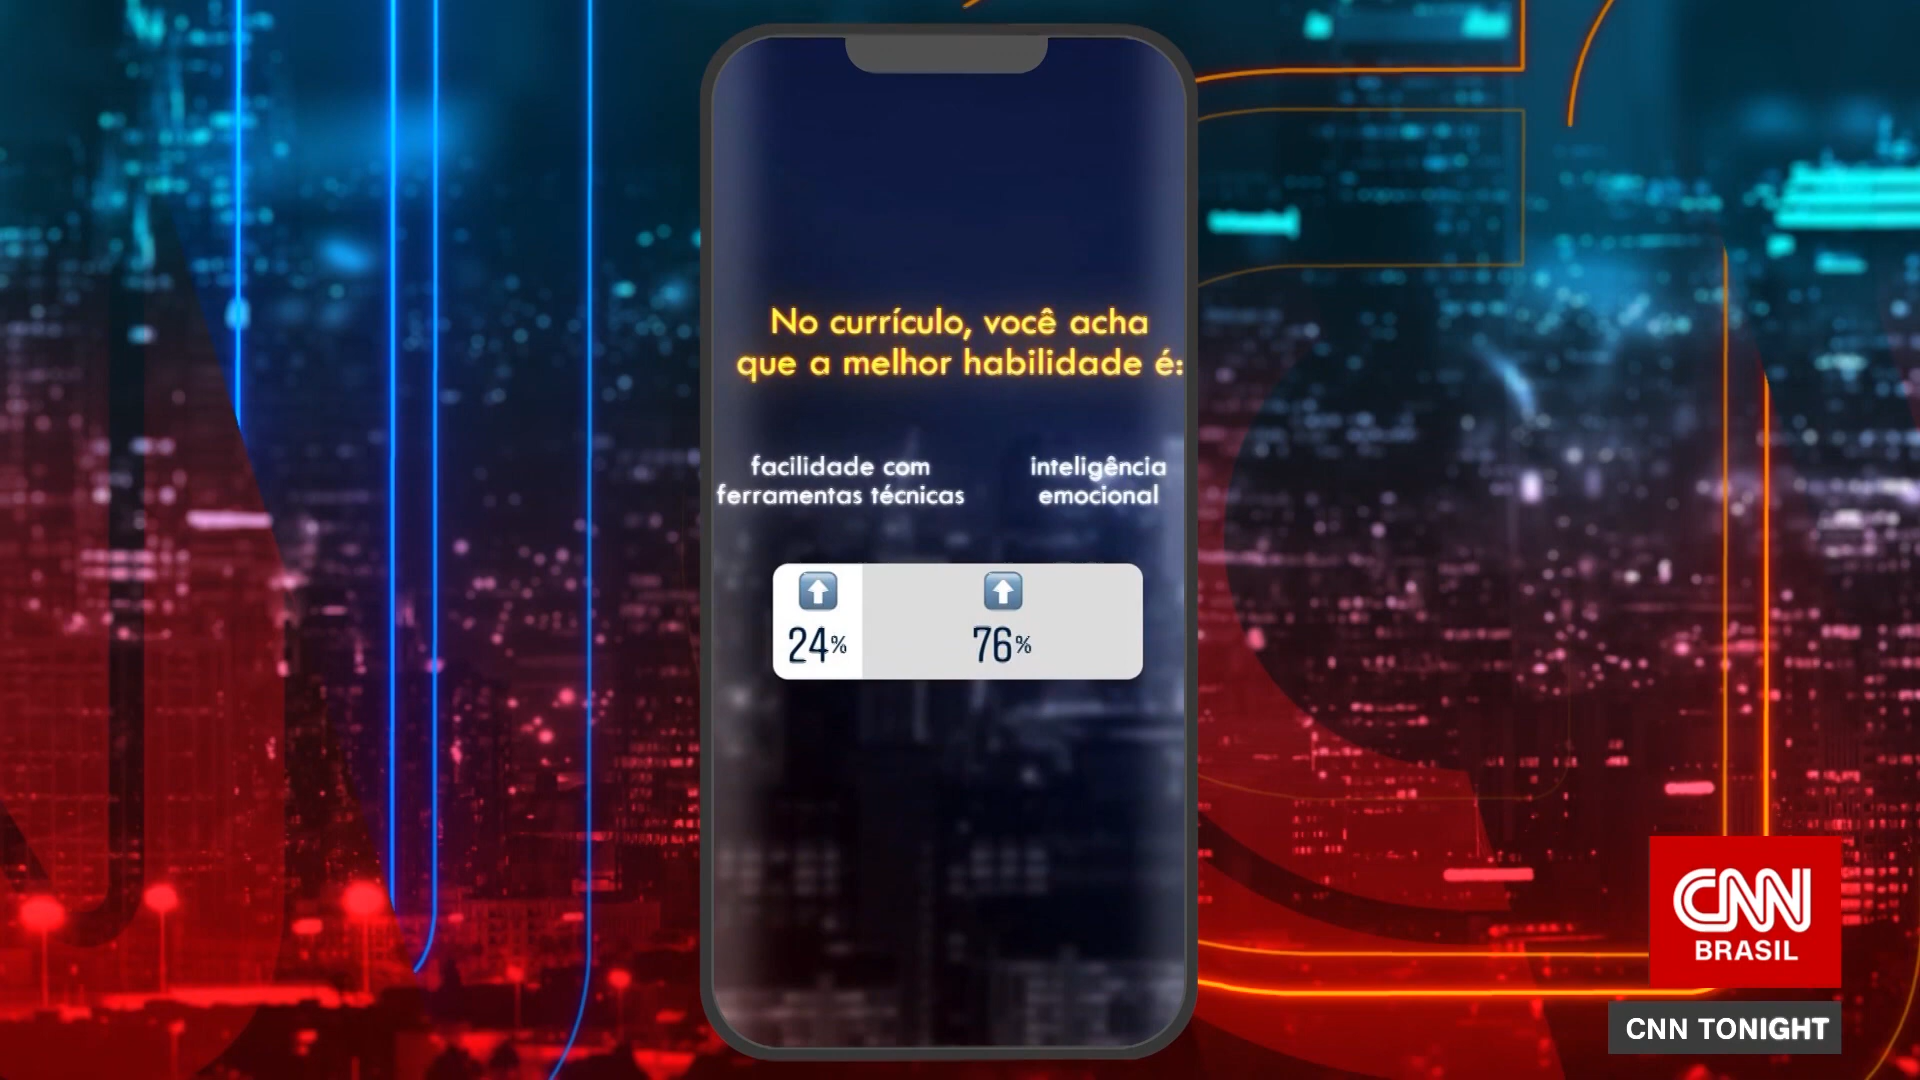 No currículo, você acha
que a melhor habilidade é:
facilidade com
ferramentas técnicas
inteligência
emocional
24%
76%
CNN
BRASIL
CNN TONIGHT